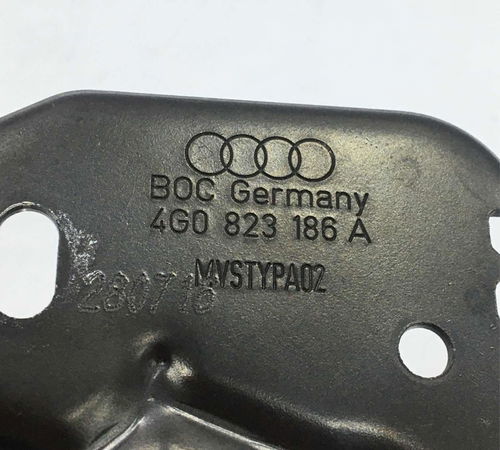 BOC Germany
4G0 823 186 A
MVSTYPA02
280716